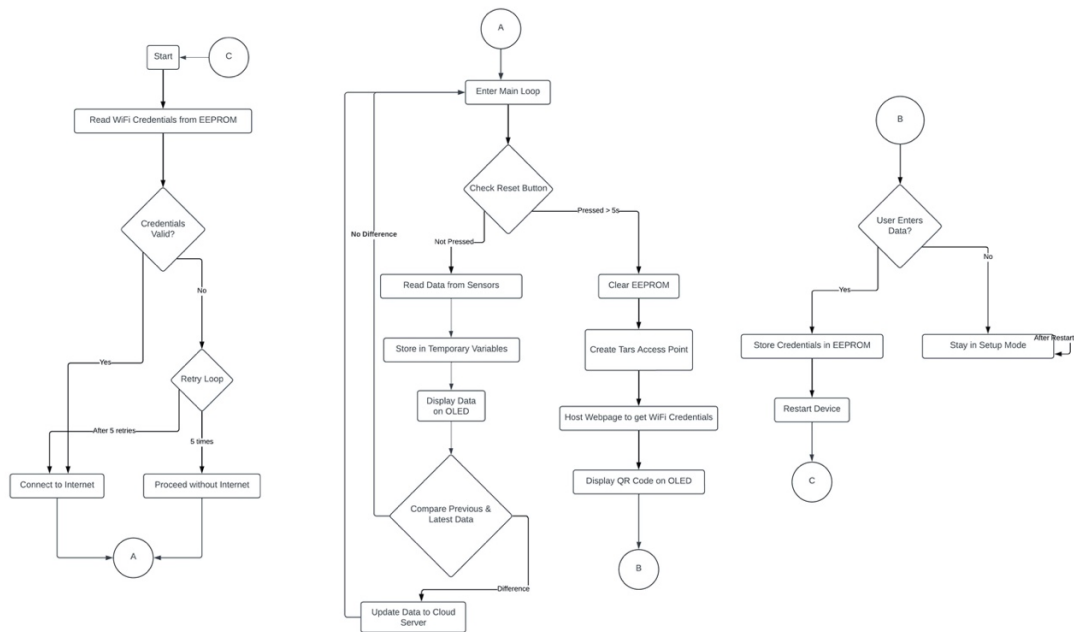 Start
C
Read WiFi Credentials from EEPROM
Credentials
Valid?
No
Yes
Retry Loop
After 5 retries
5 times
Connect to Internet
Proceed without Internet
A
A
Enter Main Loop
Check Reset Button
Pressed > 5s
No Difference
Not Pressed
Read Data from Sensors
Clear EEPROM
Store in Temporary Variables
Create Tars Access Point
Display Data
on OLED
Host Webpage to get WiFi Credentials
Display QR Code on OLED
Compare Previous &
Latest Data
B
Difference
Update Data to Cloud
Server
B
User Enters
Data?
No
Yes
Store Credentials in EEPROM
Stay in Setup Mode
After Restart
Restart Device
C